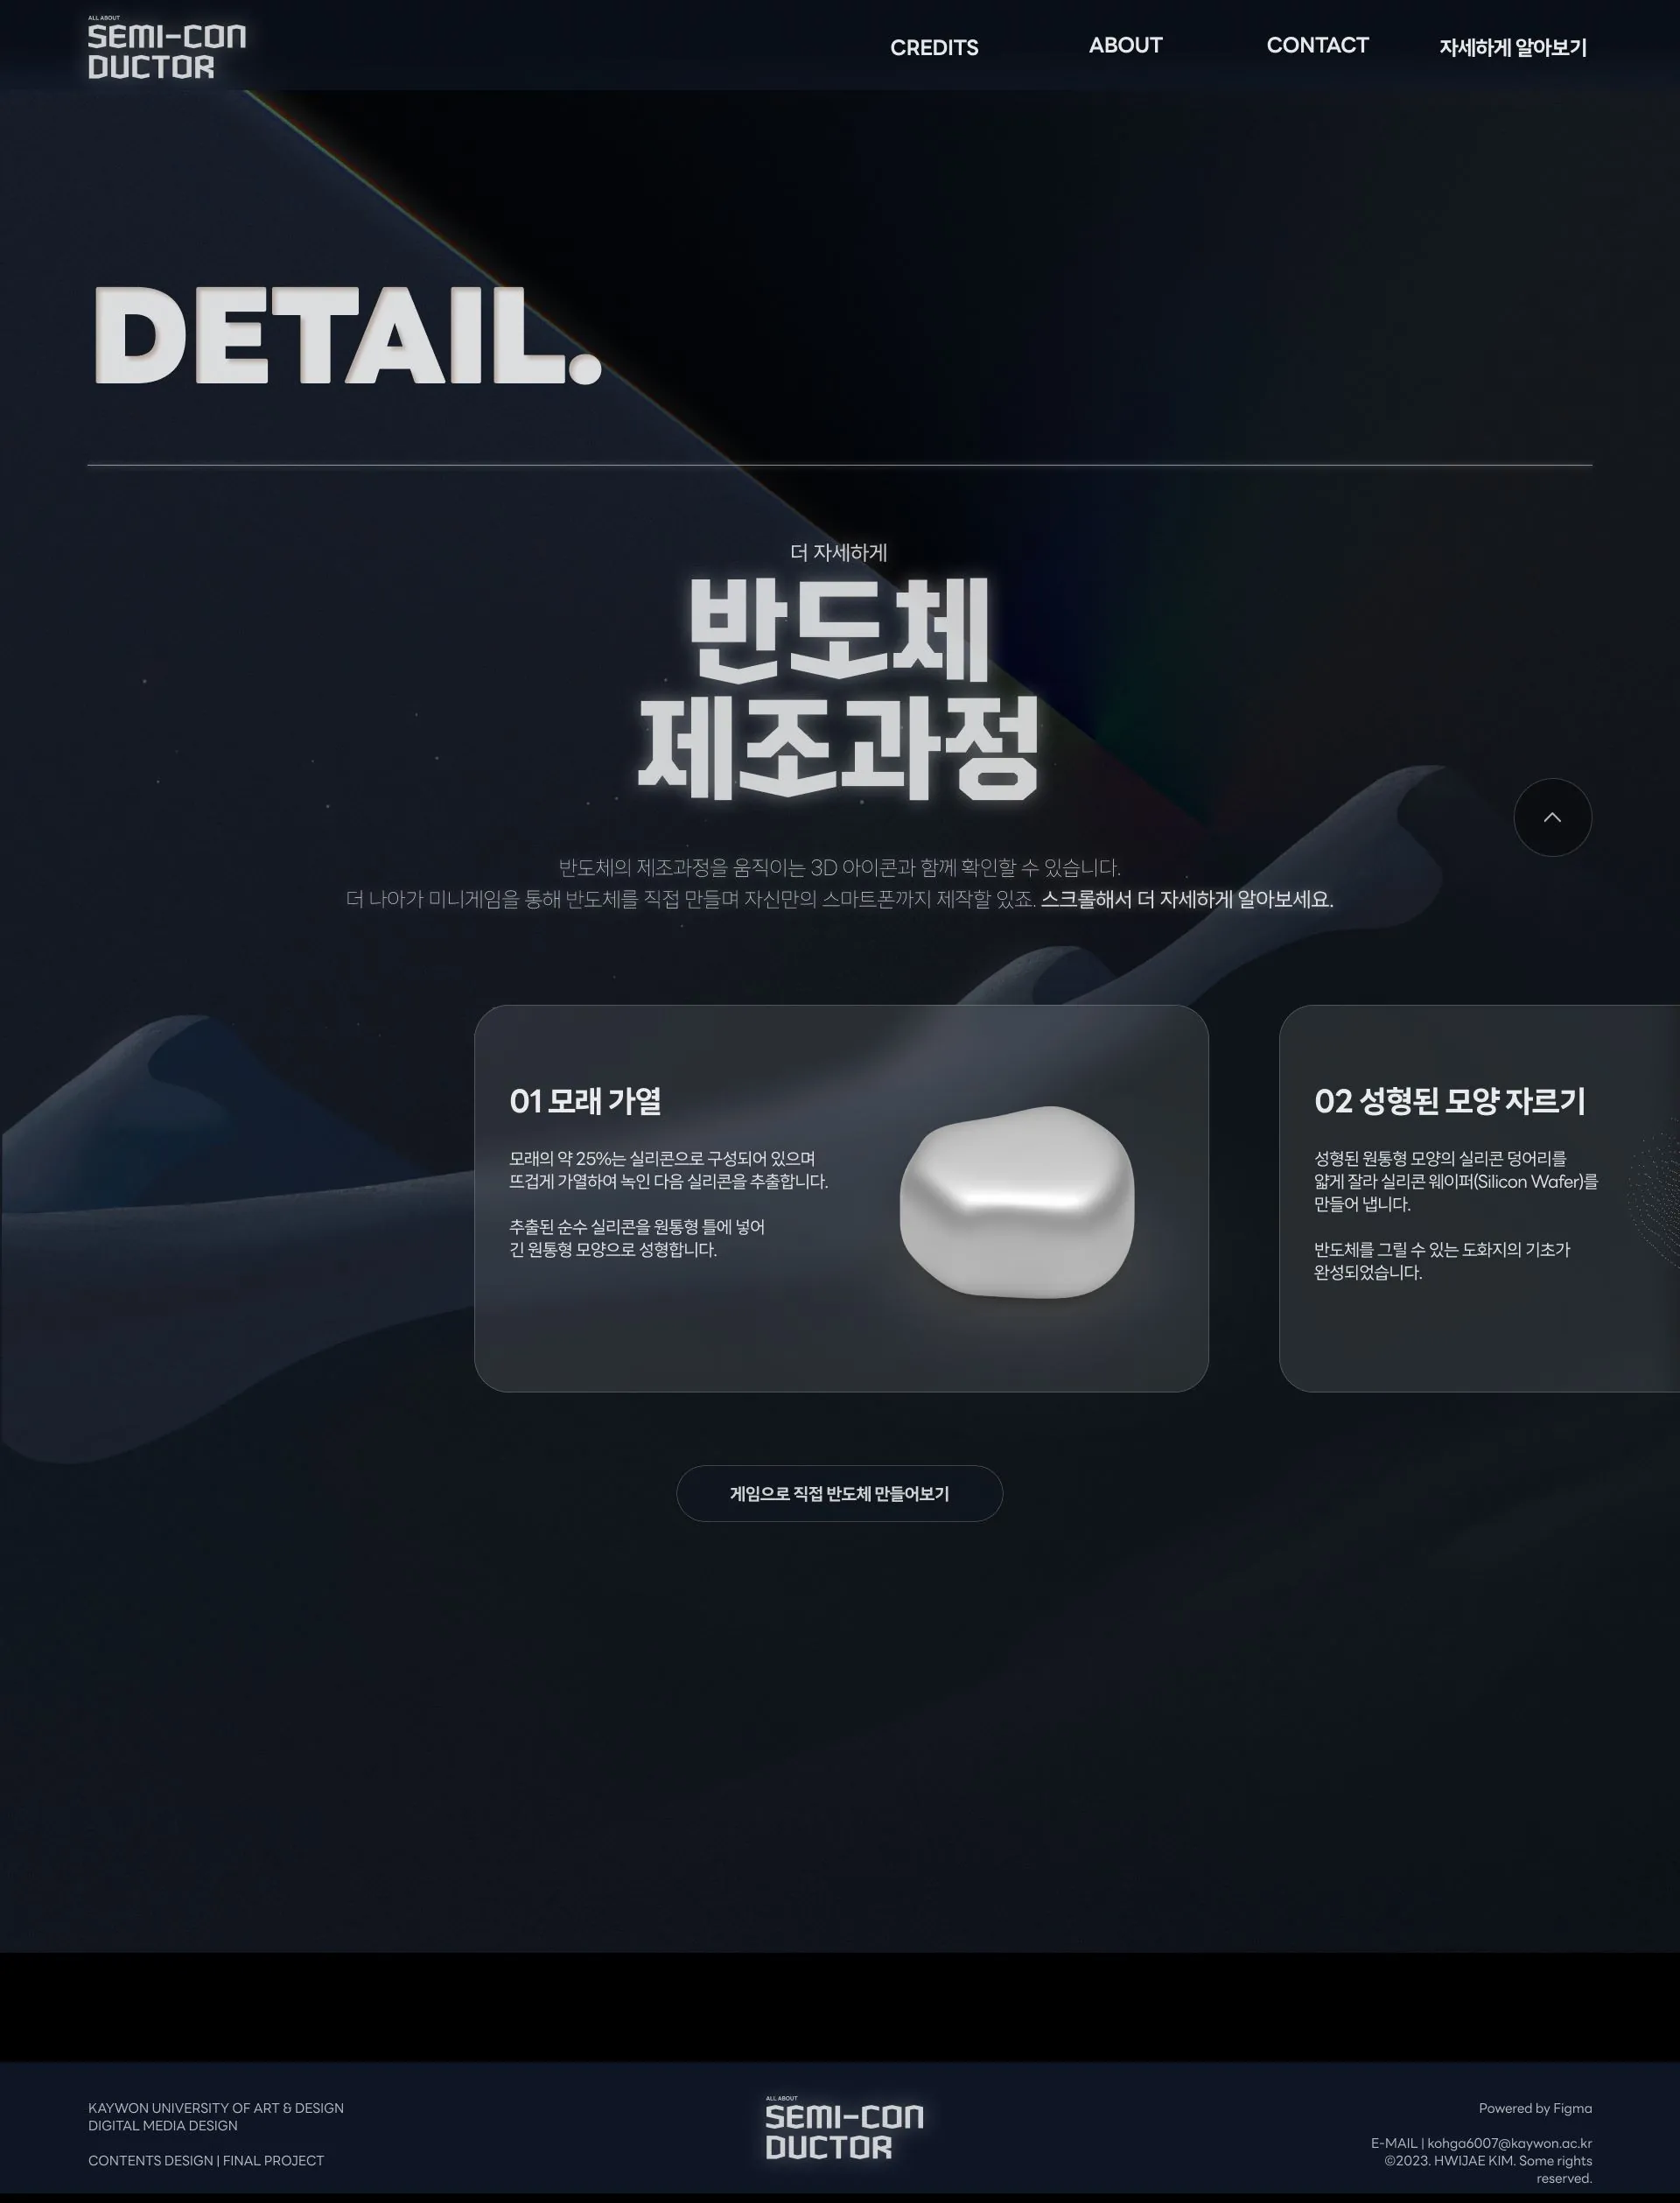 ALL ABOUT
SEMI-CON
DUCTOR
CREDITS
ABOUT
CONTACT
자세하게 알아보기
DETAIL.
더 자세하게
반도체
제조과정
반도체의 제조과정을 움직이는 3D 아이콘과 함께 확인할 수 있습니다.
더 나아가 미니게임을 통해 반도체를 직접 만들며 자신만의 스마트폰까지 제작할 있죠. 스크롤해서 더 자세하게 알아보세요.
01 모래 가열
모래의 약 25%는 실리콘으로 구성되어 있으며
뜨겁게 가열하여 녹인 다음 실리콘을 추출합니다.
추출된 순수 실리콘을 원통형 틀에 넣어
긴 원통형 모양으로 성형합니다.
02 성형된 모양 자르기
성형된 원통형 모양의 실리콘 덩어리를
얇게 잘라 실리콘 웨이퍼(Silicon Wafer)를
만들어 냅니다.
반도체를 그릴 수 있는 도화지의 기초가
완성되었습니다.
게임으로 직접 반도체 만들어보기
KAYWON UNIVERSITY OF ART & DESIGN
DIGITAL MEDIA DESIGN
CONTENTS DESIGN | FINAL PROJECT
ALL ABOUT
SEMI-CON
DUCTOR
Powered by Figma
E-MAIL | kohga6007@kaywon.ac.kr
©2023. HWIJAE KIM. Some rights
reserved.